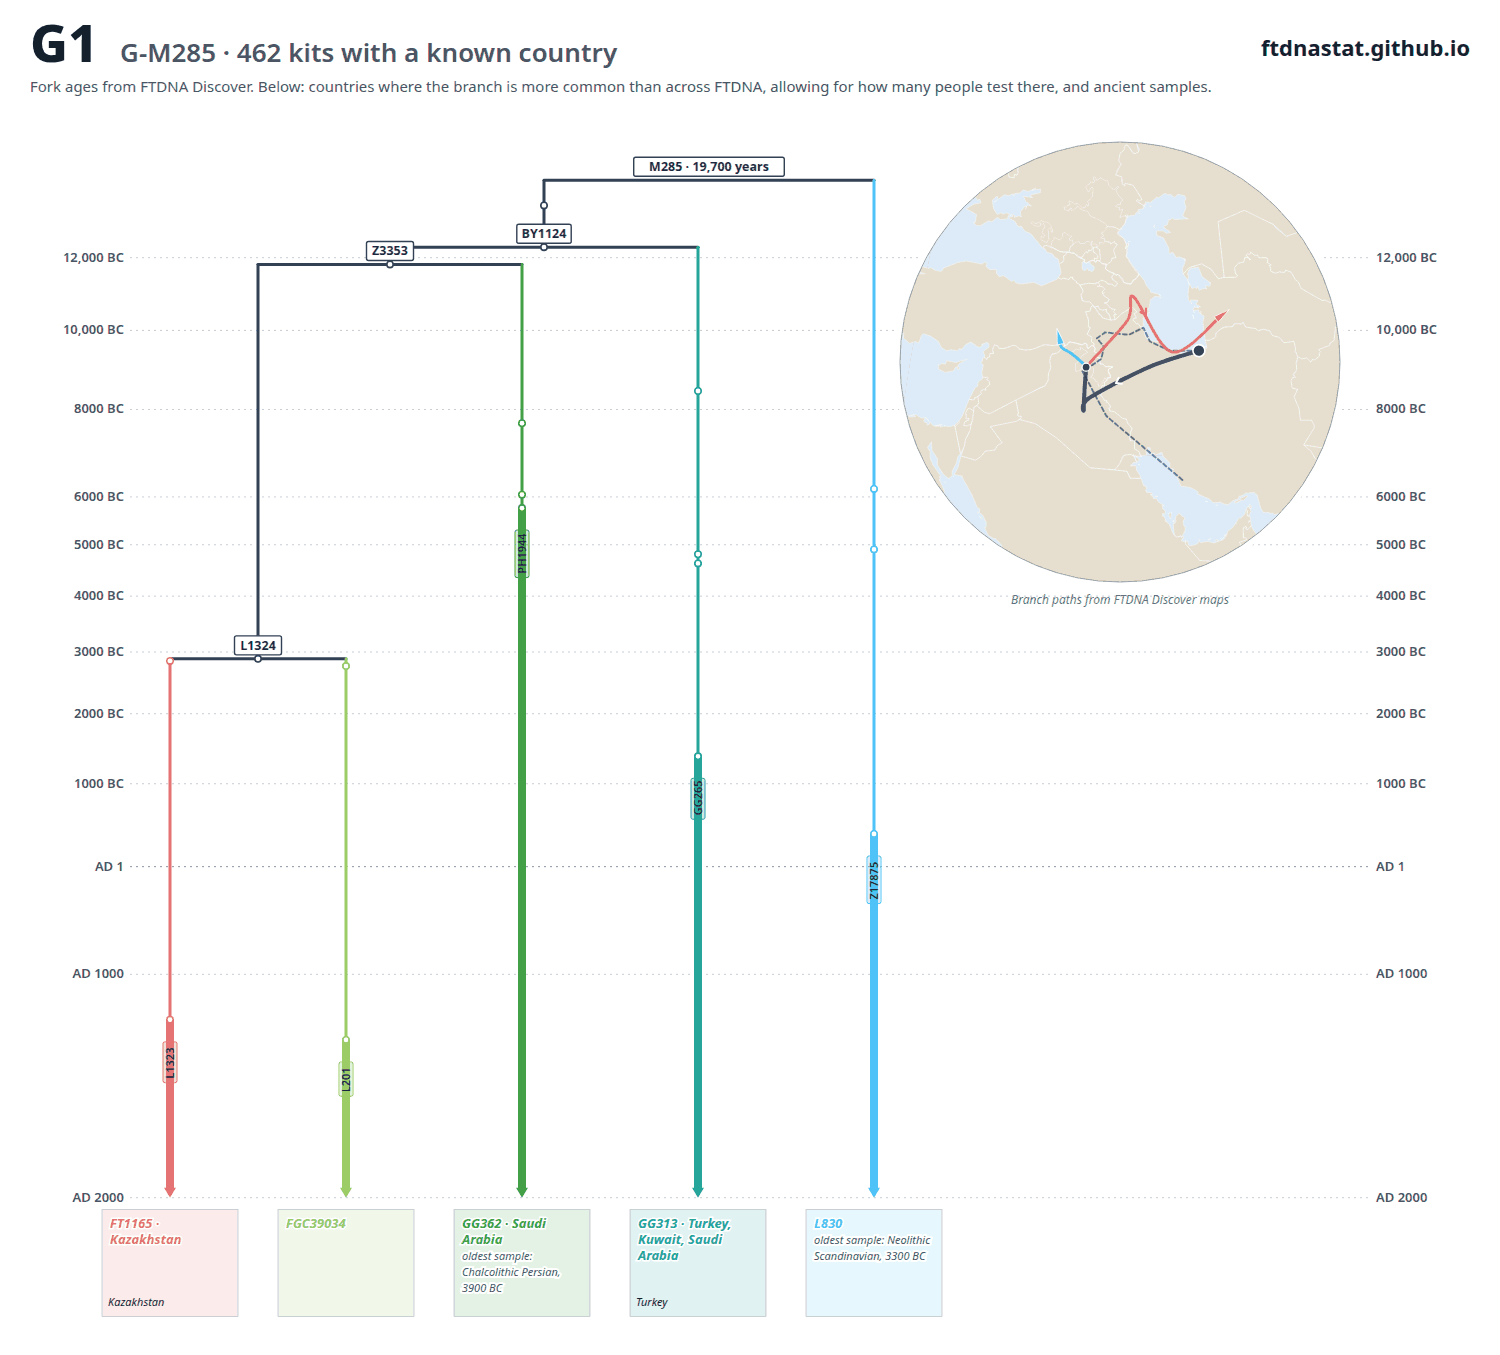 G1 G-M285 · 462 kits with a known country
ftdnastat.github.io
Fork ages from FTDNA Discover. Below: countries where the branch is more common than across FTDNA, allowing for how many people test there, and ancient samples.
M285 · 19,700 years
BY1124
Z3353
12,000 BC
12,000 BC
10,000 BC
10,000 BC
8000 BC
8000 BC
6000 BC
6000 BC
PH1944
5000 BC
5000 BC
4000 BC
4000 BC
Branch paths from FTDNA Discover maps
L1324
3000 BC
3000 BC
2000 BC
2000 BC
1000 BC
1000 BC
GG265
AD 1
AD 1
Z17875
AD 1000
AD 1000
L1323
L201
AD 2000
AD 2000
FT1165 ·
Kazakhstan
Kazakhstan
FGC39034
GG362 · Saudi
Arabia
oldest sample:
Chalcolithic Persian,
3900 BC
GG313 · Turkey,
Kuwait, Saudi
Arabia
Turkey
L830
oldest sample: Neolithic
Scandinavian, 3300 BC